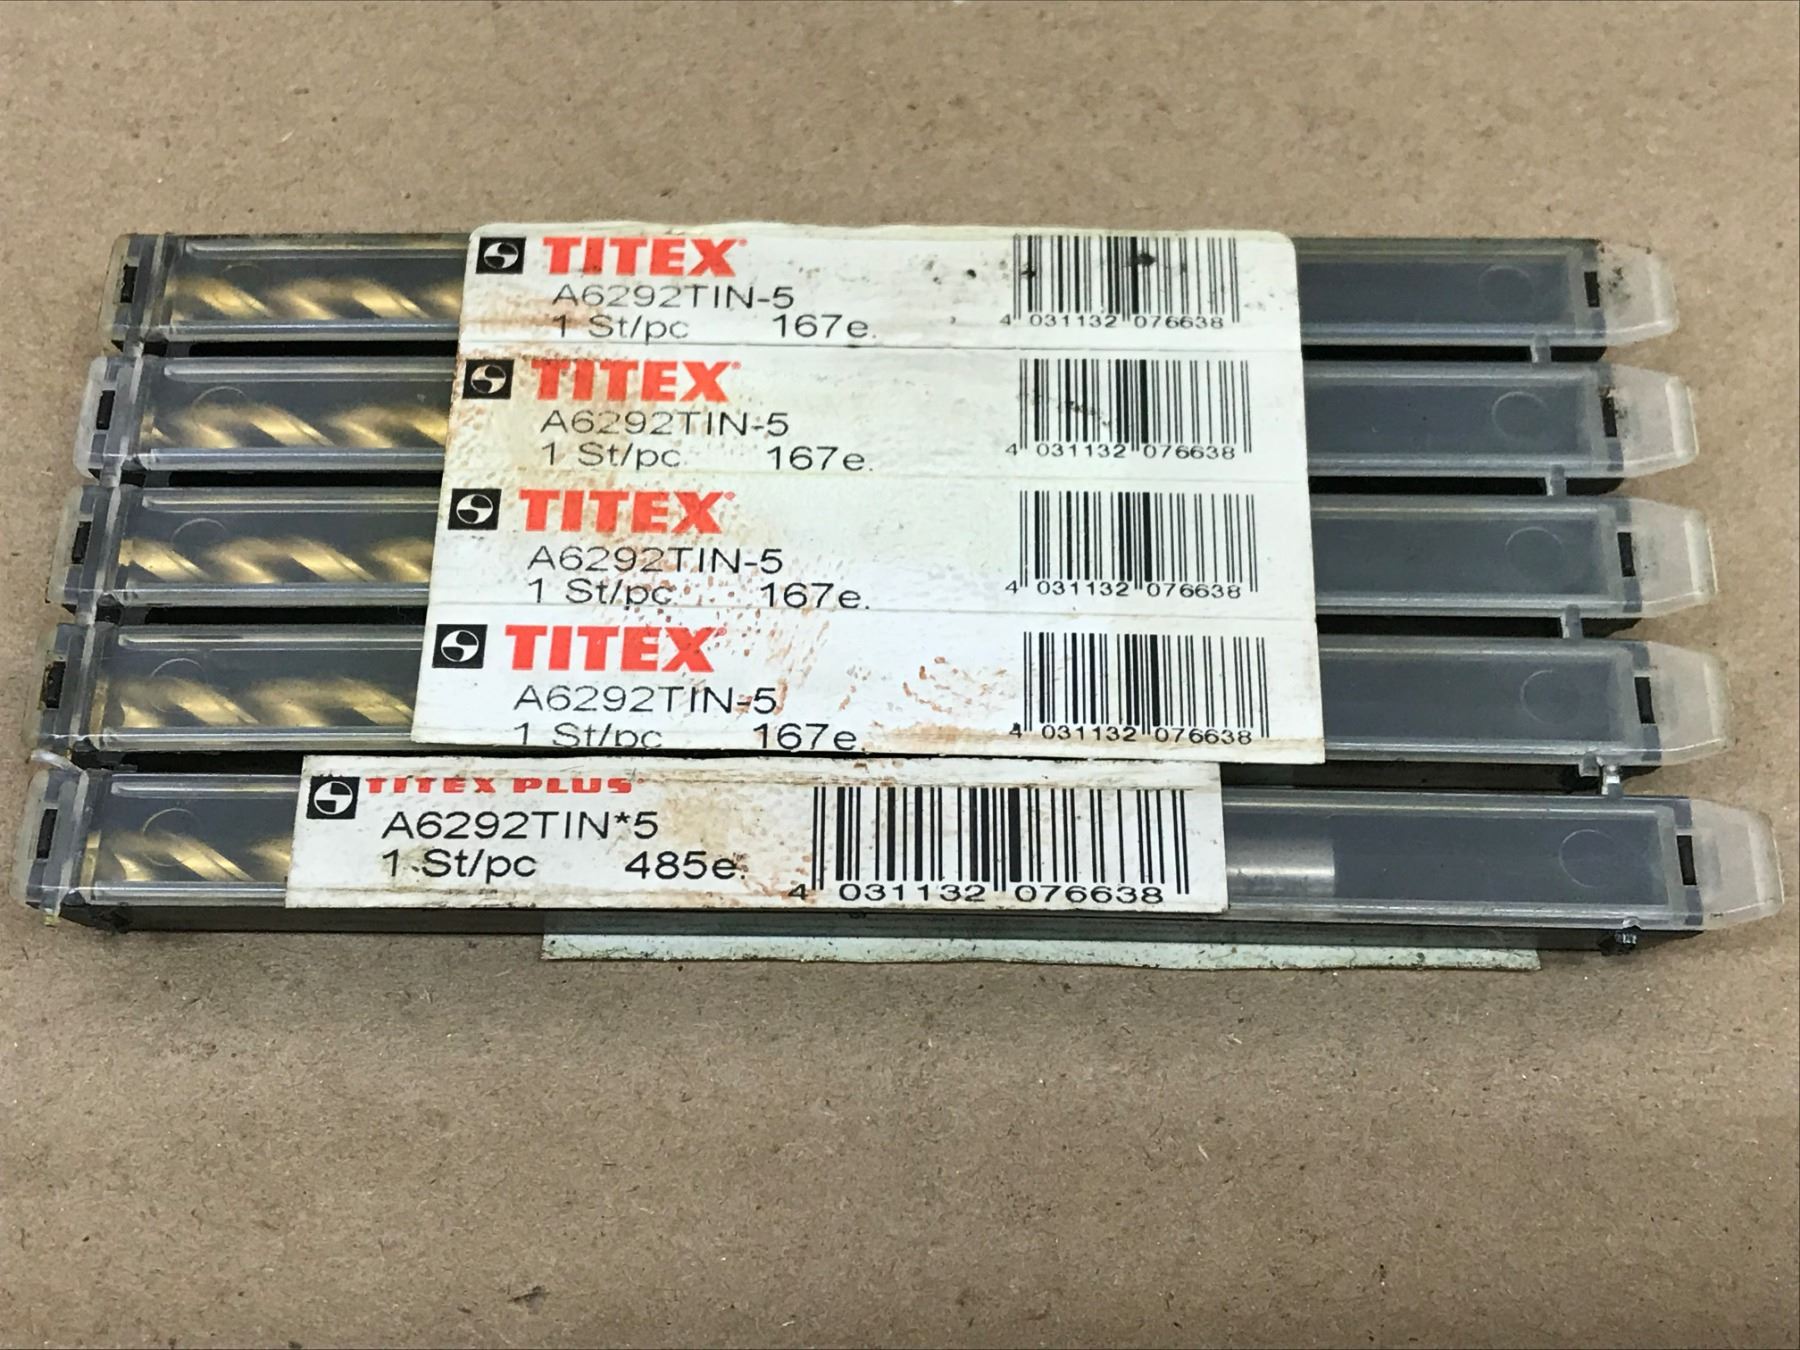 TITEX
A6292TIN-5
1 St/pc 167e.
4 031132 076638
TITEX
A6292TIN-5
1 St/pc 167e.
4 031132 076638
TITEX
A6292TIN-5
1 St/pc 167e.
4 031132 076638
TITEX
A6292TIN-5
1 St/pc 167e.
4 031132 076638
TITEX PLUS
A6292TIN*5
1 St/pc 485e.
4 031132 076638